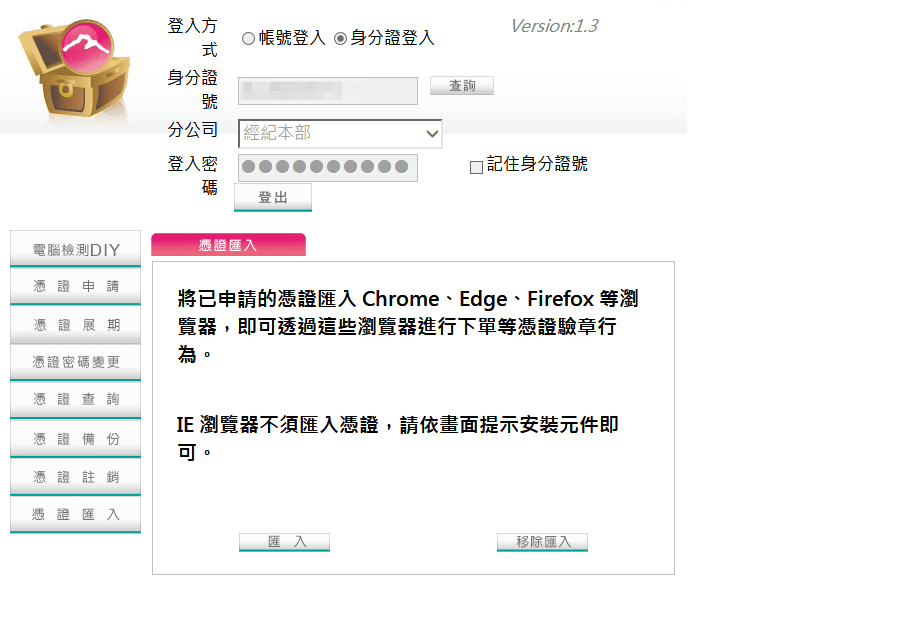 登入方式
帳號登入 身分證登入
Version:1.3
身分證號
查詢
分公司
經紀本部
登入密碼
記住身分證號
登出
電腦檢測DIY
憑證申請
憑證展期
憑證密碼變更
憑證查詢
憑證備份
憑證註銷
憑證匯入
憑證匯入
將已申請的憑證匯入 Chrome、Edge、Firefox 等瀏
覽器，即可透過這些瀏覽器進行下單等憑證驗章行
為。
IE 瀏覽器不須匯入憑證，請依畫面提示安裝元件即
可。
匯 入
移除匯入